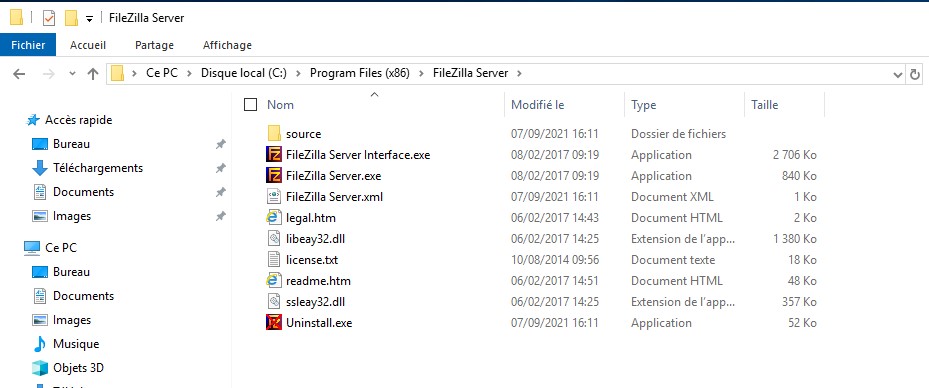 FileZilla Server
Fichier Accueil Partage Affichage
Ce PC Disque local (C:) Program Files (x86) FileZilla Server
Nom Modifié le Type Taille
Accès rapide
Bureau
Téléchargements
Documents
Images
Ce PC
Bureau
Documents
Images
Musique
Objets 3D
source 07/09/2021 16:11 Dossier de fichiers
FileZilla Server Interface.exe 08/02/2017 09:19 Application 2 706 Ko
FileZilla Server.exe 08/02/2017 09:19 Application 840 Ko
FileZilla Server.xml 07/09/2021 16:11 Document XML 1 Ko
legal.htm 06/02/2017 14:43 Document HTML 2 Ko
libeay32.dll 06/02/2017 14:25 Extension de l'app... 1 380 Ko
license.txt 10/08/2014 09:56 Document texte 18 Ko
readme.htm 06/02/2017 14:51 Document HTML 48 Ko
ssleay32.dll 06/02/2017 14:25 Extension de l'app... 357 Ko
Uninstall.exe 07/09/2021 16:11 Application 52 Ko